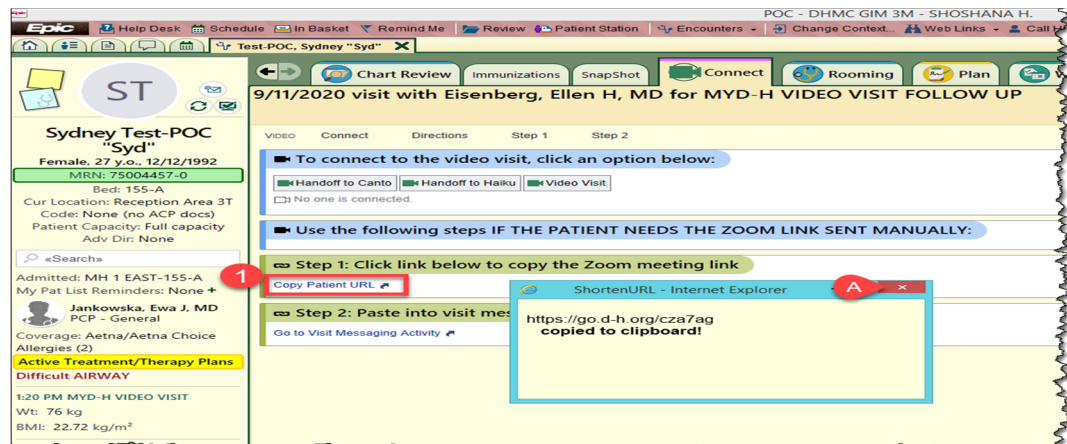 POC - DHMC GIM 3M - SHOSHANA H.
Epic Help Desk Schedule In Basket Remind Me Review Patient Station Encounters Change Context... Web Links Call
Test-POC, Sydney "Syd"
Chart Review Immunizations SnapShot Connect Rooming Plan
9/11/2020 visit with Eisenberg, Ellen H, MD for MYD-H VIDEO VISIT FOLLOW UP
ST
Sydney Test-POC
"Syd"
Female, 27 y.o., 12/12/1992
MRN: 75004457-0
Bed: 155-A
Cur Location: Reception Area 3T
Code: None (no ACP docs)
Patient Capacity: Full capacity
Adv Dir: None
«Search»
Admitted: MH 1 EAST-155-A
My Pat List Reminders: None +
Jankowska, Ewa J, MD
PCP - General
Coverage: Aetna/Aetna Choice
Allergies (2)
Active Treatment/Therapy Plans
Difficult AIRWAY
1:20 PM MYD-H VIDEO VISIT
Wt: 76 kg
BMI: 22.72 kg/m²
VIDEO Connect Directions Step 1 Step 2
To connect to the video visit, click an option below:
Handoff to Canto Handoff to Haiku Video Visit
No one is connected.
Use the following steps IF THE PATIENT NEEDS THE ZOOM LINK SENT MANUALLY:
Step 1: Click link below to copy the Zoom meeting link
1
Copy Patient URL
Step 2: Paste into visit mes
Go to Visit Messaging Activity
ShortenURL - Internet Explorer
A
https://go.d-h.org/cza7ag
copied to clipboard!